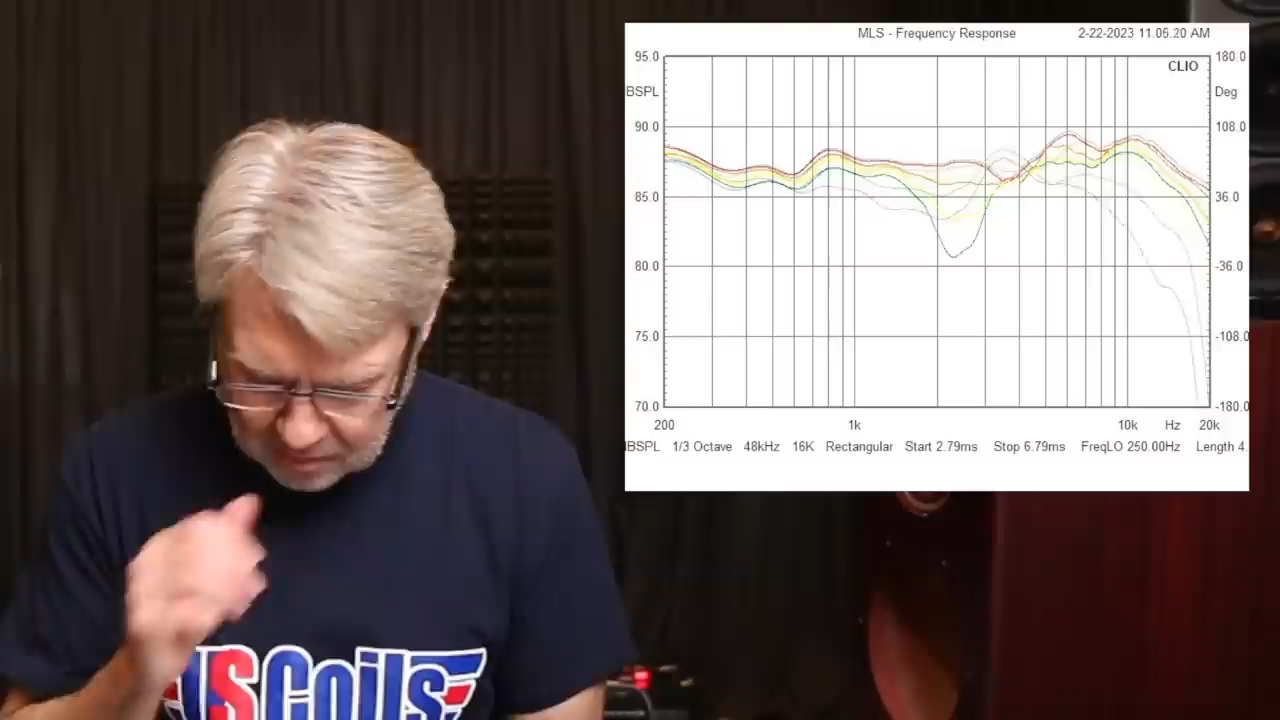 MLS - Frequency Response 2-22-2023 11.05.20 AM
CLIO
95.0 180.0
BSPL Deg
90.0 108.0
85.0 36.0
80.0 -36.0
75.0 -108.0
70.0 -180.0
200 1k 10k Hz 20k
BSPL 1/3 Octave 48kHz 16K Rectangular Start 2.79ms Stop 6.79ms FreqLO 250.00Hz Length 4.
US Coils